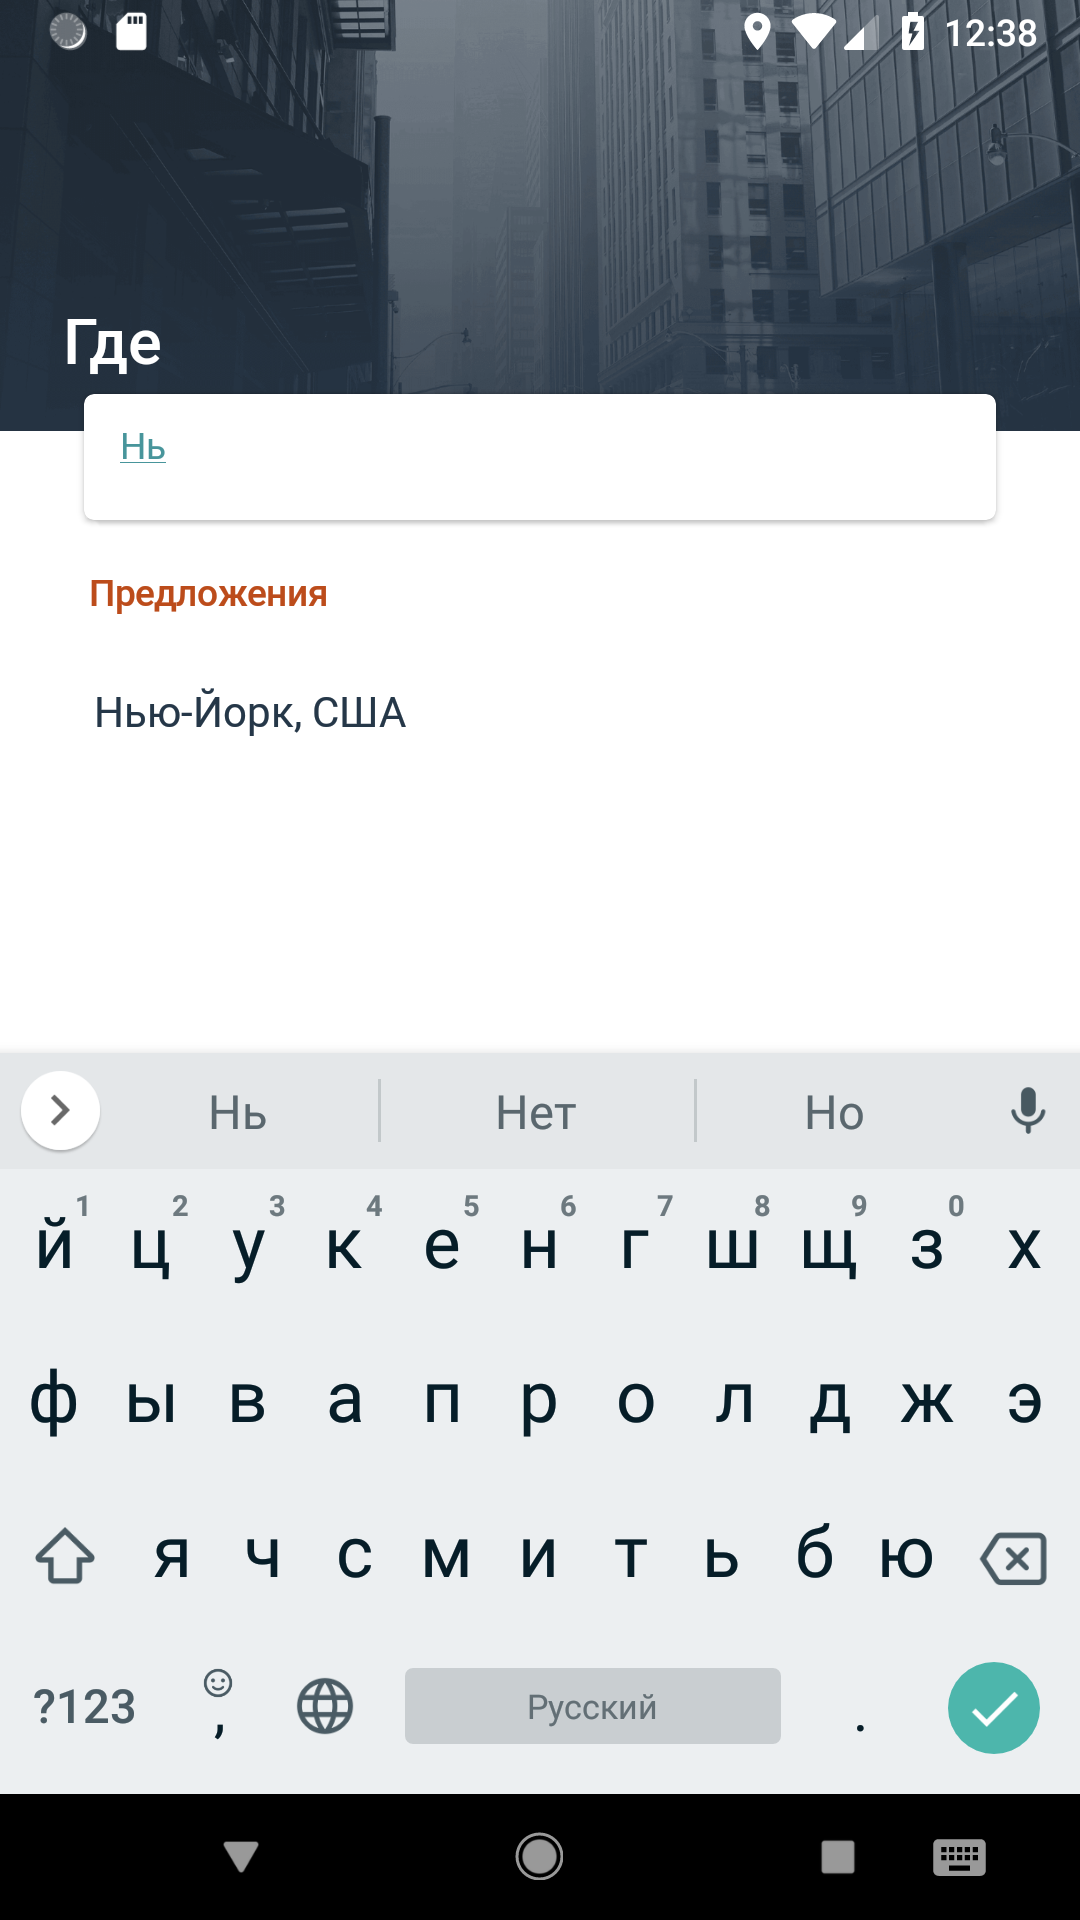 12:38
Где
Нь
Предложения
Нью-Йорк, США
Нь Нет Но
1 2 3 4 5 6 7 8 9 0
й ц у к е н г ш щ з х
ф ы в а п р о л д ж э
я ч с м и т ь б ю
?123 , Русский .